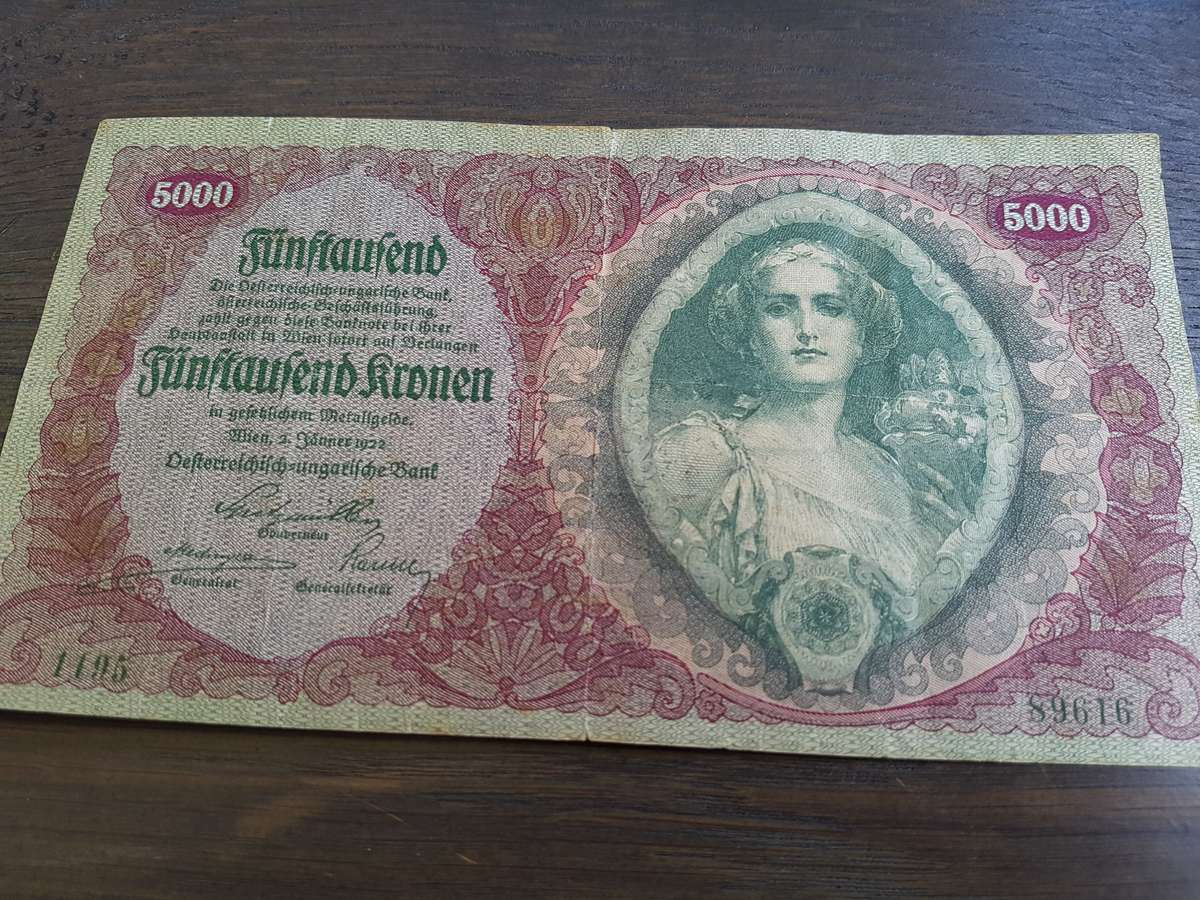 5000
5000
Fünftausend
Die Oesterreichisch-ungarische Bank,
österreichische Geschäftsführung,
zahlt gegen diese Banknote bei ihrer
Hauptanstalt in Wien sofort auf Verlangen
Fünftausend Kronen
in gesetzlichem Metallgelde.
Wien, 2. Jänner 1922
Oesterreichisch-ungarische Bank
Gouverneur
Generalrat
Generalsekretär
1195
89616